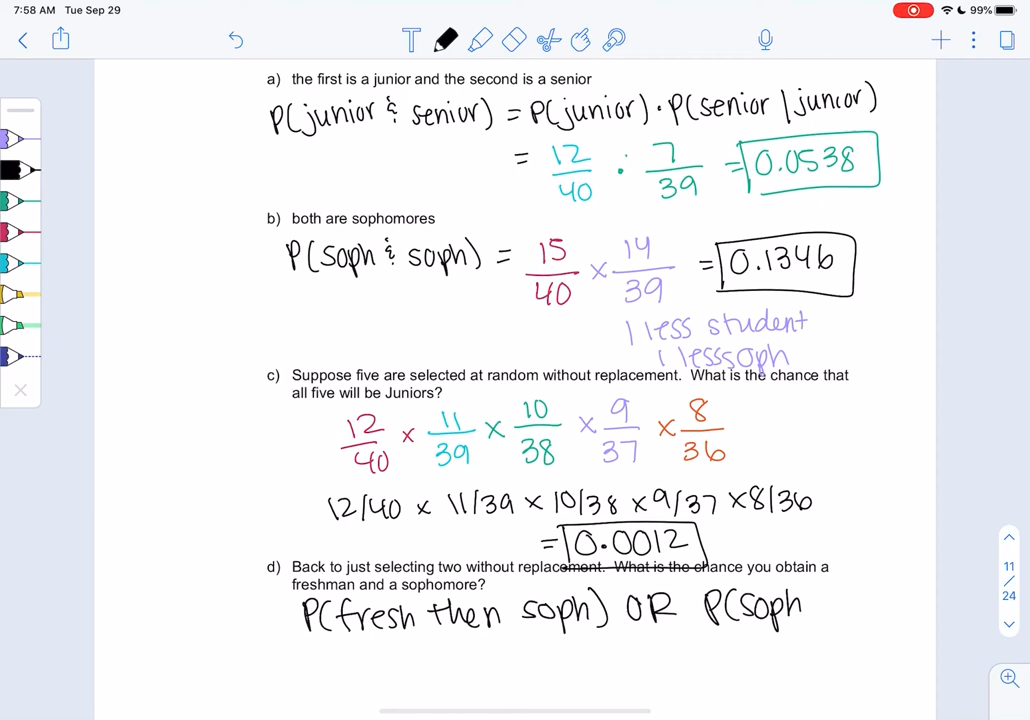 7:58 AM Tue Sep 29
99%
T
a) the first is a junior and the second is a senior
P(junior & senior) = P(junior) · P(senior | junior)
= 12/40 · 7/39 = 0.0538
b) both are sophomores
P(soph & soph) = 15/40 × 14/39 = 0.1346
1 less student
1 less soph
c) Suppose five are selected at random without replacement. What is the chance that
all five will be Juniors?
12/40 × 11/39 × 10/38 × 9/37 × 8/36
12/40 × 11/39 × 10/38 × 9/37 × 8/36
= 0.0012
d) Back to just selecting two without replacement. What is the chance you obtain a
freshman and a sophomore?
P(fresh then soph) OR P(soph
11
/
24